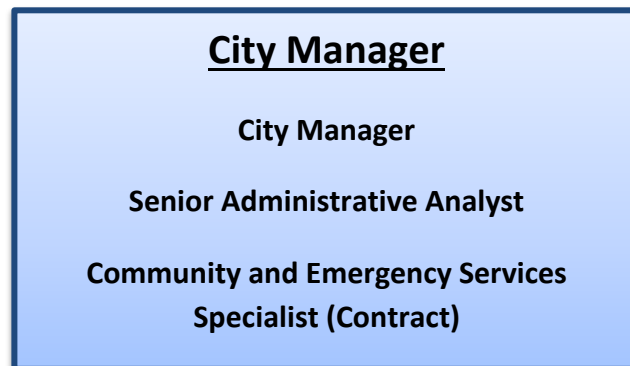 City Manager
City Manager
Senior Administrative Analyst
Community and Emergency Services
Specialist (Contract)